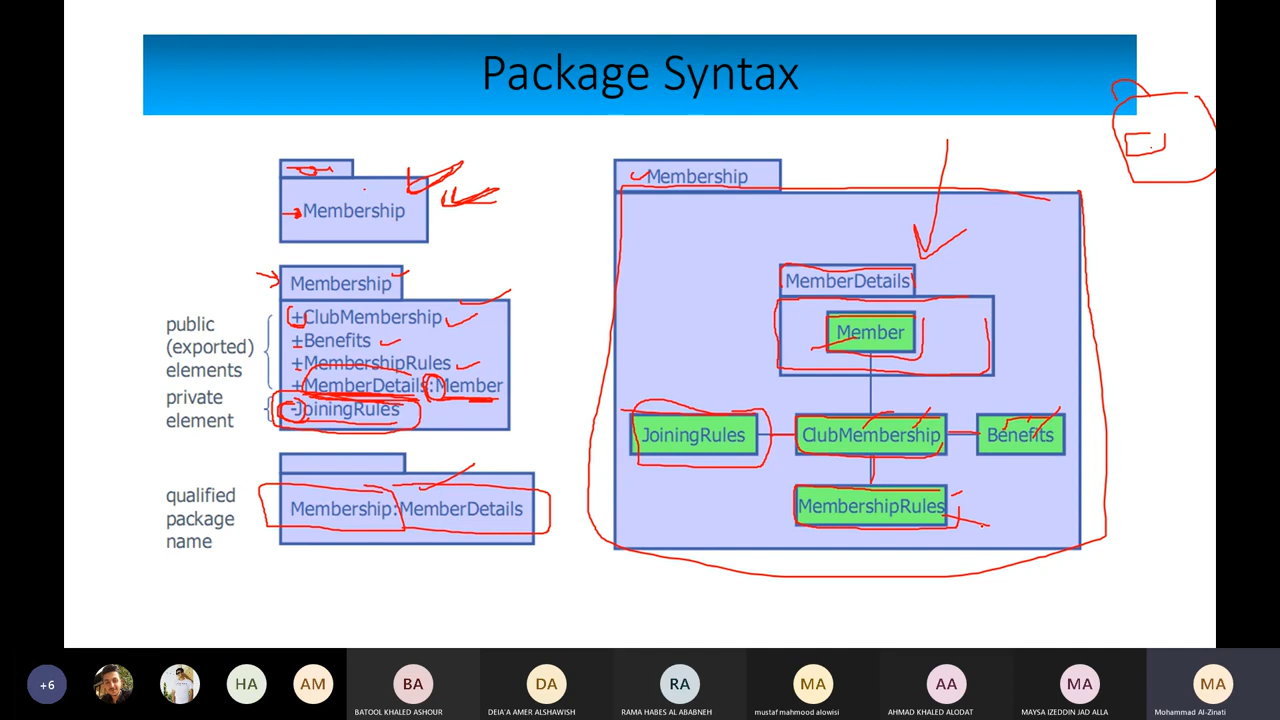 Package Syntax
Membership
Membership
+ClubMembership
+Benefits
+MembershipRules
+MemberDetails:Member
-JoiningRules
public
(exported)
elements
private
element
qualified
package
name
Membership:MemberDetails
Membership
MemberDetails
Member
JoiningRules
ClubMembership
Benefits
MembershipRules
+6
HA
AM
BA
BATOOL KHALED ASHOUR
DA
DEIA'A AMER ALSHAWISH
RA
RAMA HABES AL ABABNEH
MA
mustaf mahmood alowisi
AA
AHMAD KHALED ALODAT
MA
MAYSA IZEDDIN JAD ALLA
MA
Mohammad Al-Zinati